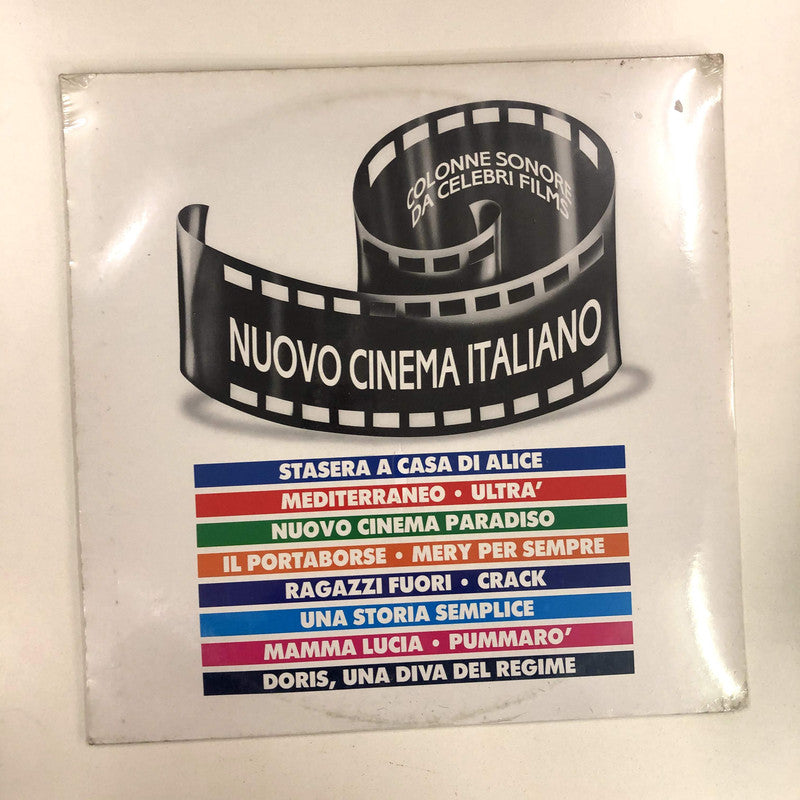 COLONNE SONORE
DA CELEBRI FILMS
NUOVO CINEMA ITALIANO
STASERA A CASA DI ALICE
MEDITERRANEO • ULTRA'
NUOVO CINEMA PARADISO
IL PORTABORSE • MERY PER SEMPRE
RAGAZZI FUORI • CRACK
UNA STORIA SEMPLICE
MAMMA LUCIA • PUMMARO'
DORIS, UNA DIVA DEL REGIME